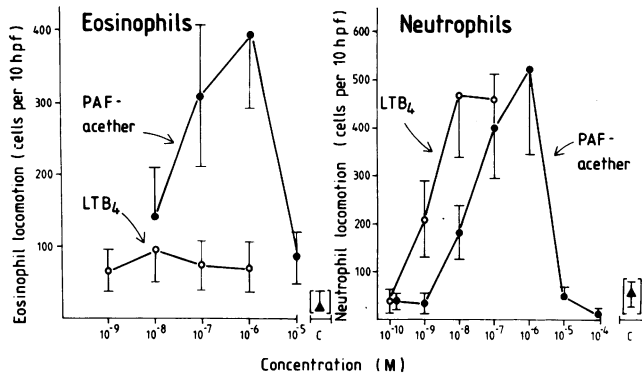 Eosinophils
Eosinophil locomotion (cells per 10 hpf)
400
300
200
100
PAF-
acether
LTB₄
10⁻⁹ 10⁻⁸ 10⁻⁷ 10⁻⁶ 10⁻⁵ C
Neutrophils
Neutrophil locomotion (cells per 10 hpf)
500
400
300
200
100
LTB₄
PAF-
acether
10⁻¹⁰ 10⁻⁹ 10⁻⁸ 10⁻⁷ 10⁻⁶ 10⁻⁵ 10⁻⁴ C
Concentration (M)